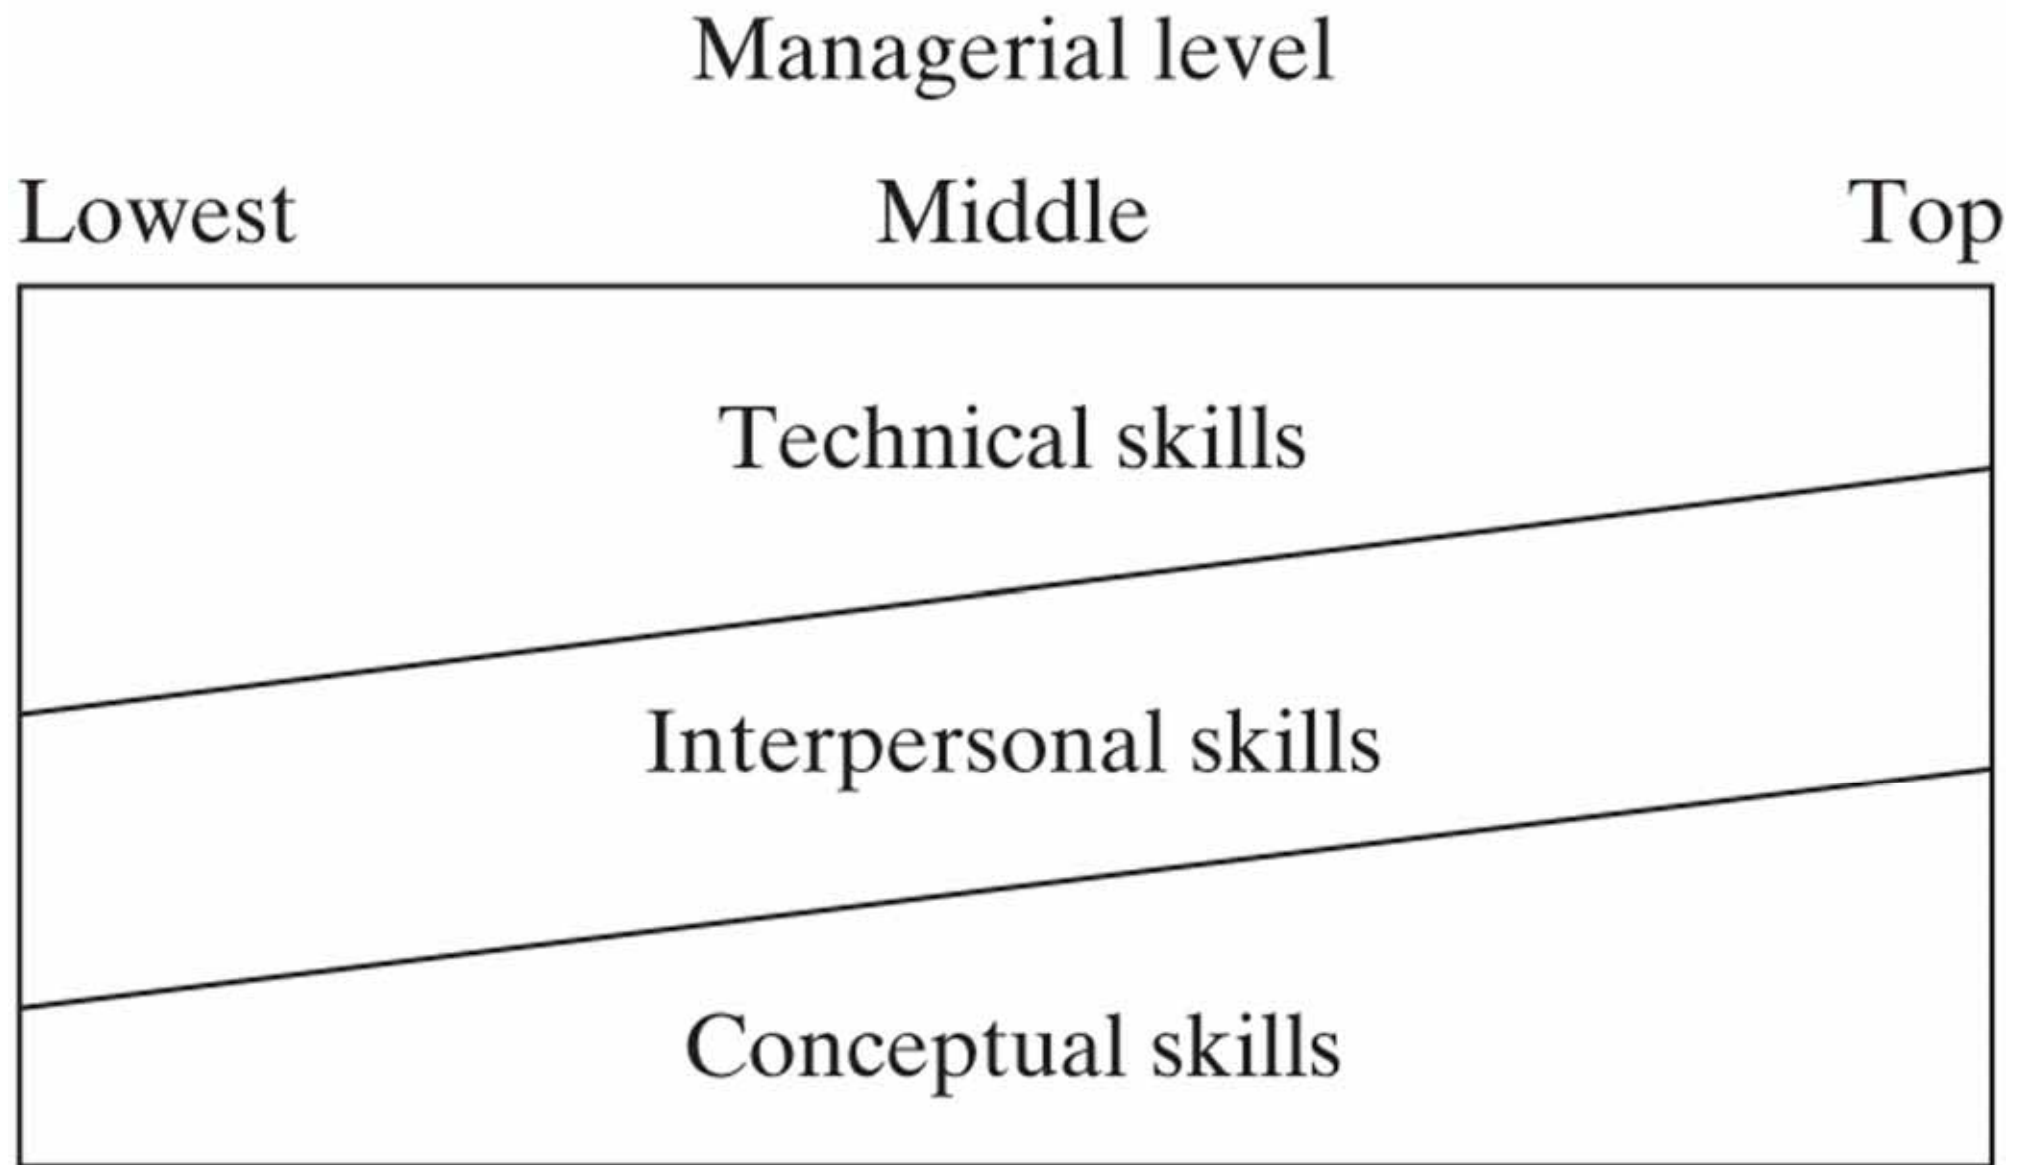 Managerial level
Lowest Middle Top
Technical skills
Interpersonal skills
Conceptual skills